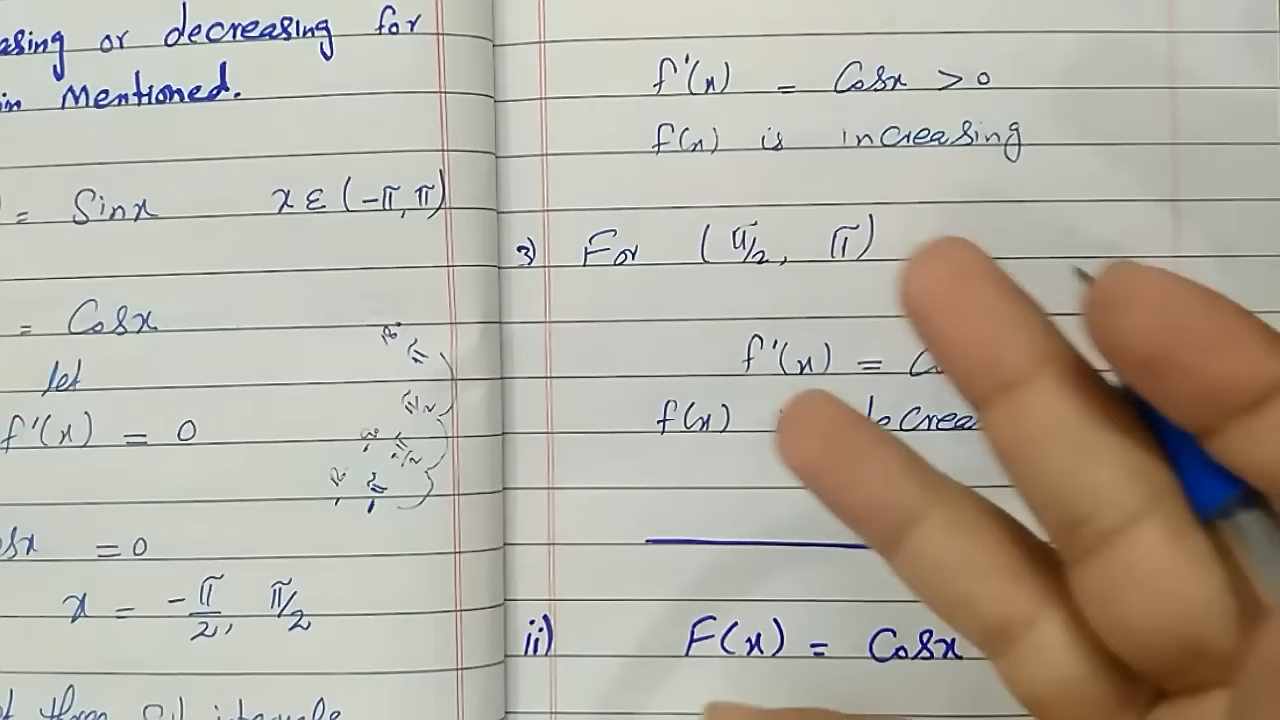 asing or decreasing for
in Mentioned.
= Sinx x ε (-π, π)
= Cosx
let
f'(x) = 0
sx = 0
x = -π/2, π/2
f'(x) = Cosx > 0
f(x) is increasing
3) For (π/2, π)
f'(x) = C
f(x) decrea
ii) F(x) = Cosx